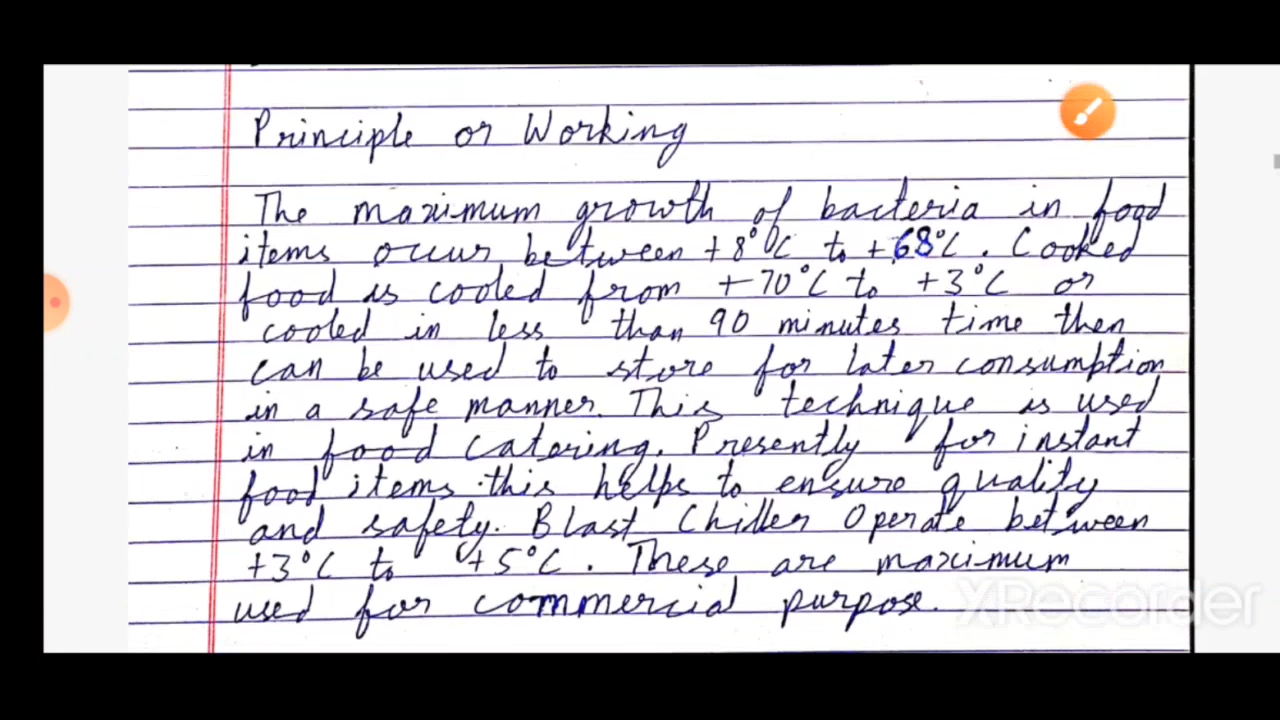 Principle or Working
The maximum growth of bacteria in food
items occur between +8°C to +68°C. Cooked
food is cooled from +70°C to +3°C or
cooled in less than 90 minutes time then
can be used to store for later consumption
in a safe manner. This technique is used
in food catering. Presently for instant
food items this helps to ensure quality
and safety. Blast Chiller Operate between
+3°C to +5°C. These are maximum
used for commercial purpose.
XRecorder